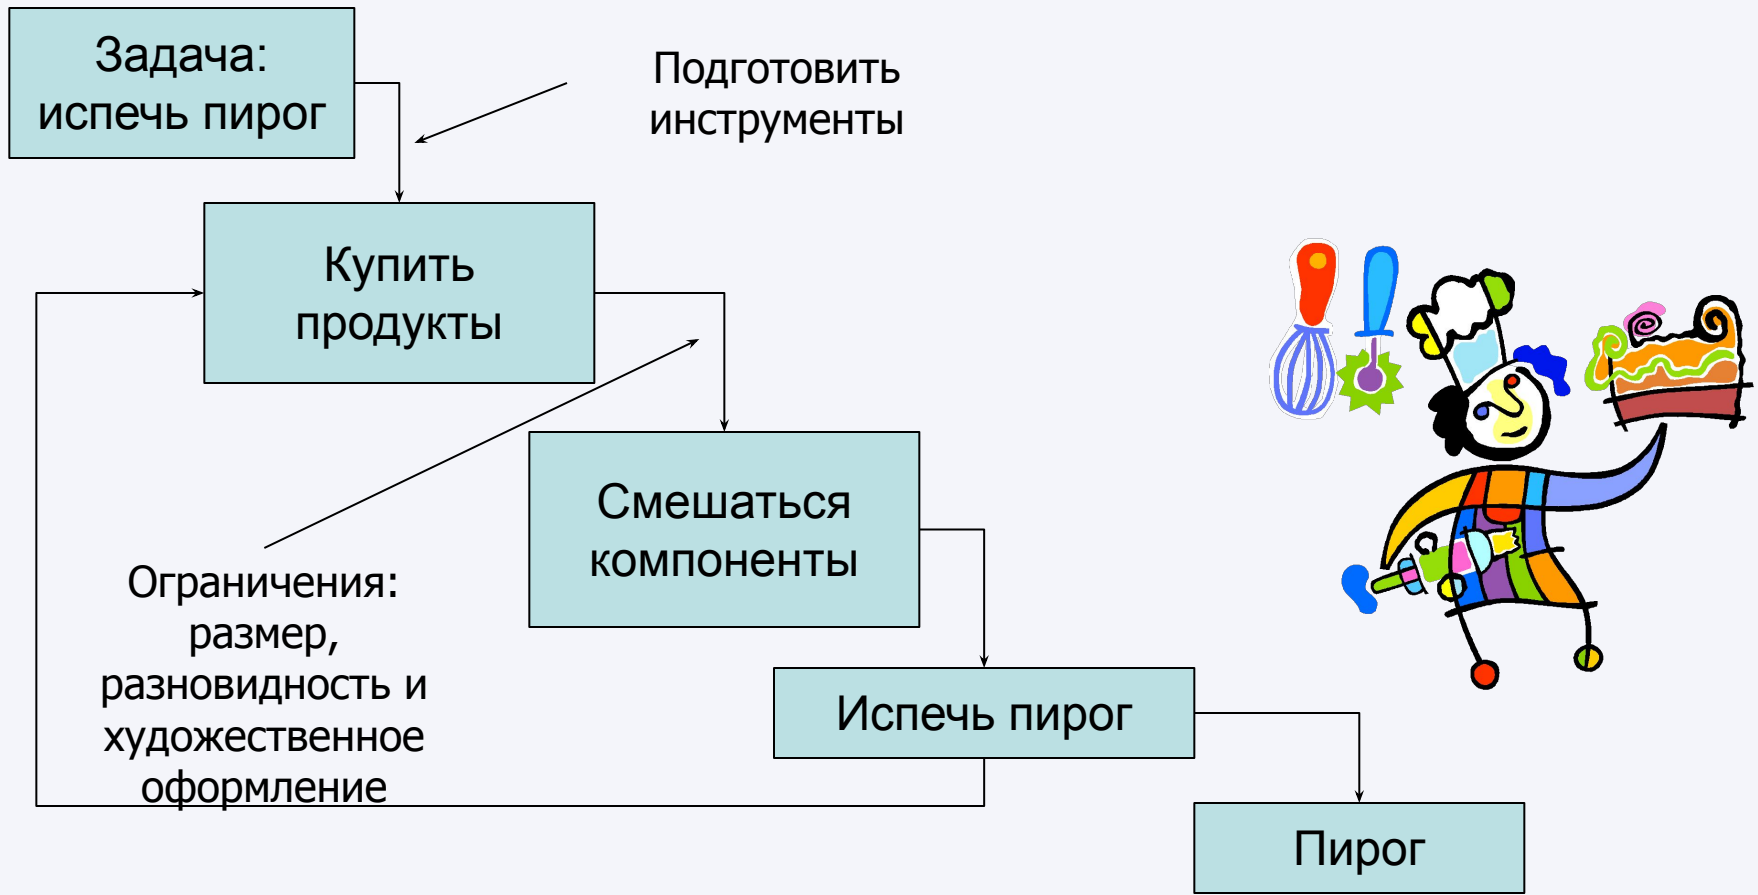 Задача:
испечь пирог
Подготовить
инструменты
Купить
продукты
Смешаться
компоненты
Ограничения:
размер,
разновидность и
художественное
оформление
Испечь пирог
Пирог